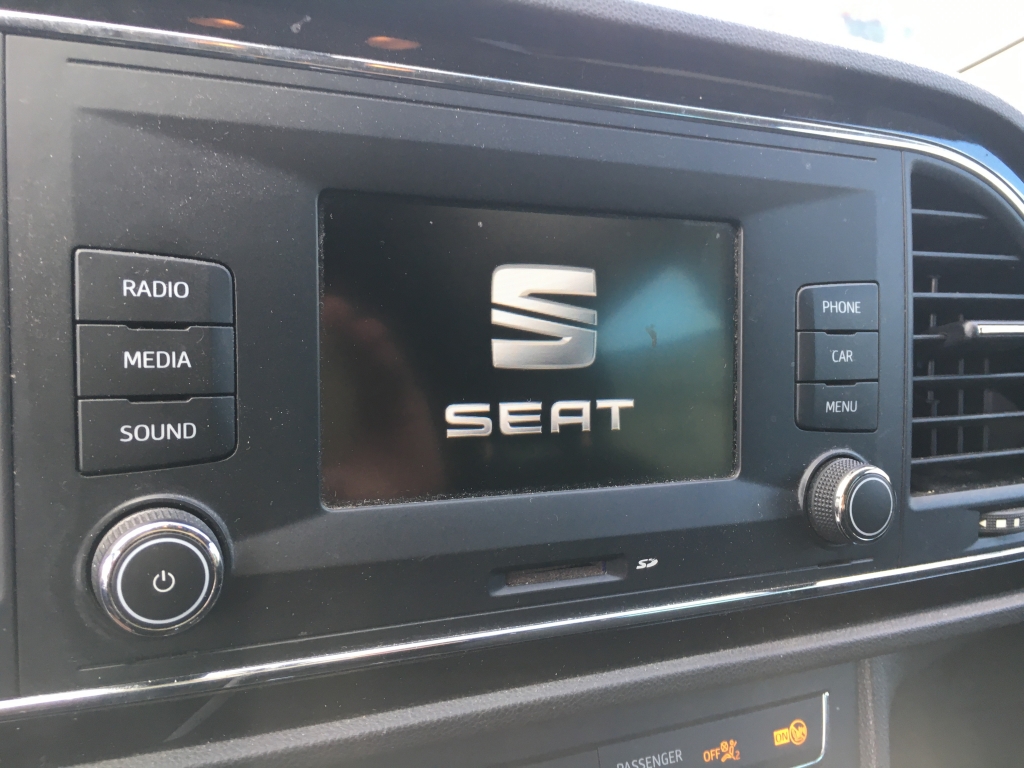 RADIO
MEDIA
SOUND
SEAT
PHONE
CAR
MENU
SD
PASSENGER OFF ON